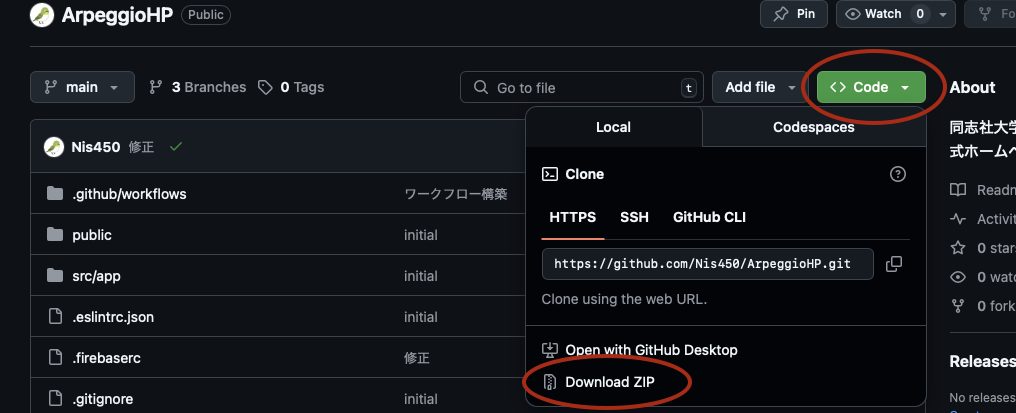 ArpeggioHP Public
Pin
Watch 0
Fo
main
3 Branches
0 Tags
Go to file t
Add file
Code
About
Local
Codespaces
同志社大学
Nis450 修正
式ホームペ
Clone
.github/workflows ワークフロー構築
Readm
HTTPS SSH GitHub CLI
Activit
public initial
0 stars
https://github.com/Nis450/ArpeggioHP.git
src/app initial
0 watc
Clone using the web URL.
0 fork
.eslintrc.json initial
Open with GitHub Desktop
.firebaserc 修正
Releases
Download ZIP
.gitignore initial
No releases